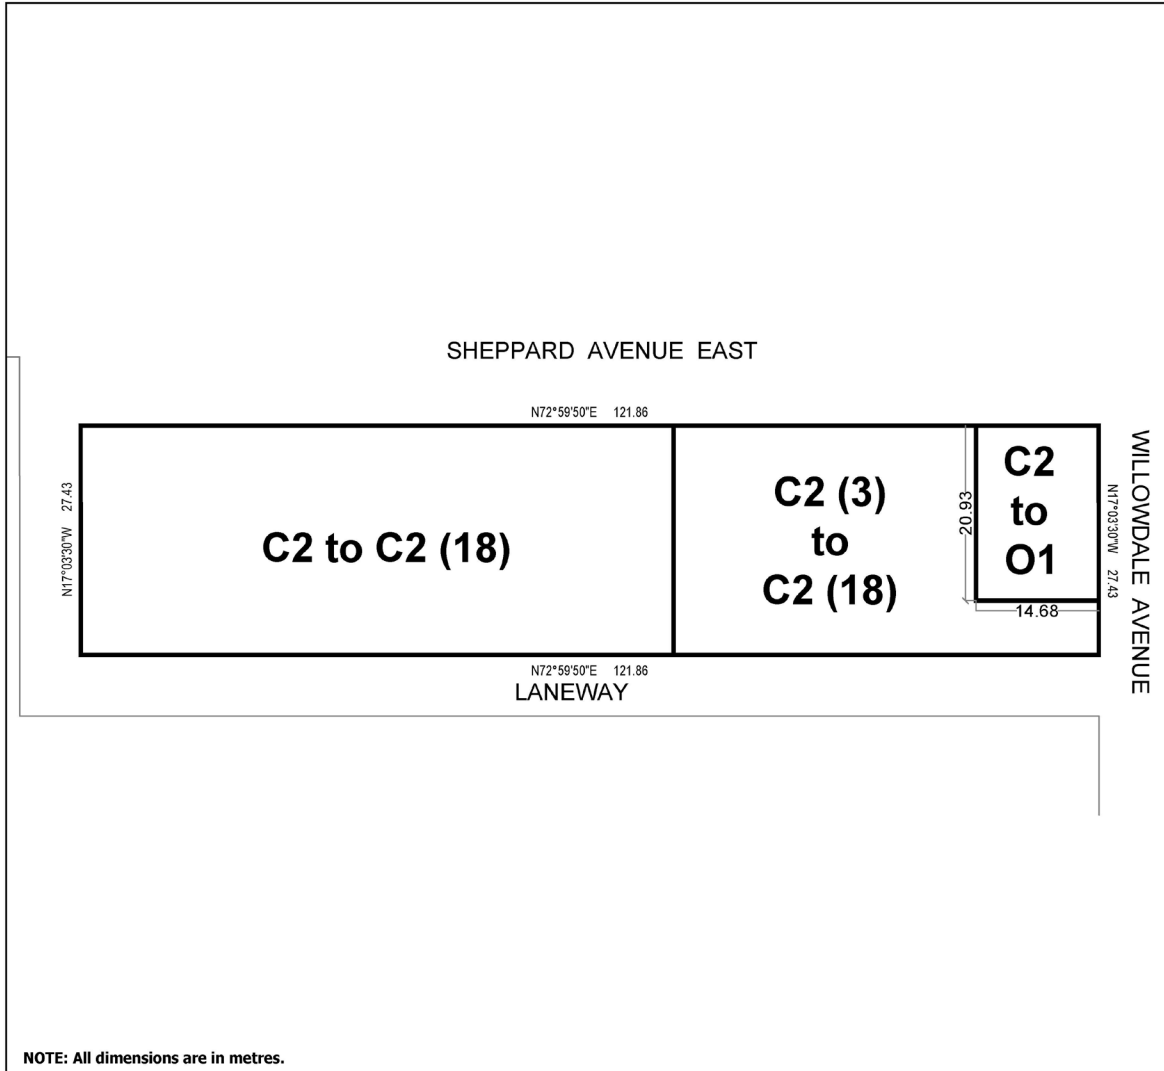 SHEPPARD AVENUE EAST
N72°59'50"E 121.86
N17°03'30"W 27.43
C2 to C2 (18)
C2 (3)
to
C2 (18)
20.93
C2
to
O1
14.68
N17°03'30"W 27.43
WILLOWDALE AVENUE
N72°59'50"E 121.86
LANEWAY
NOTE: All dimensions are in metres.